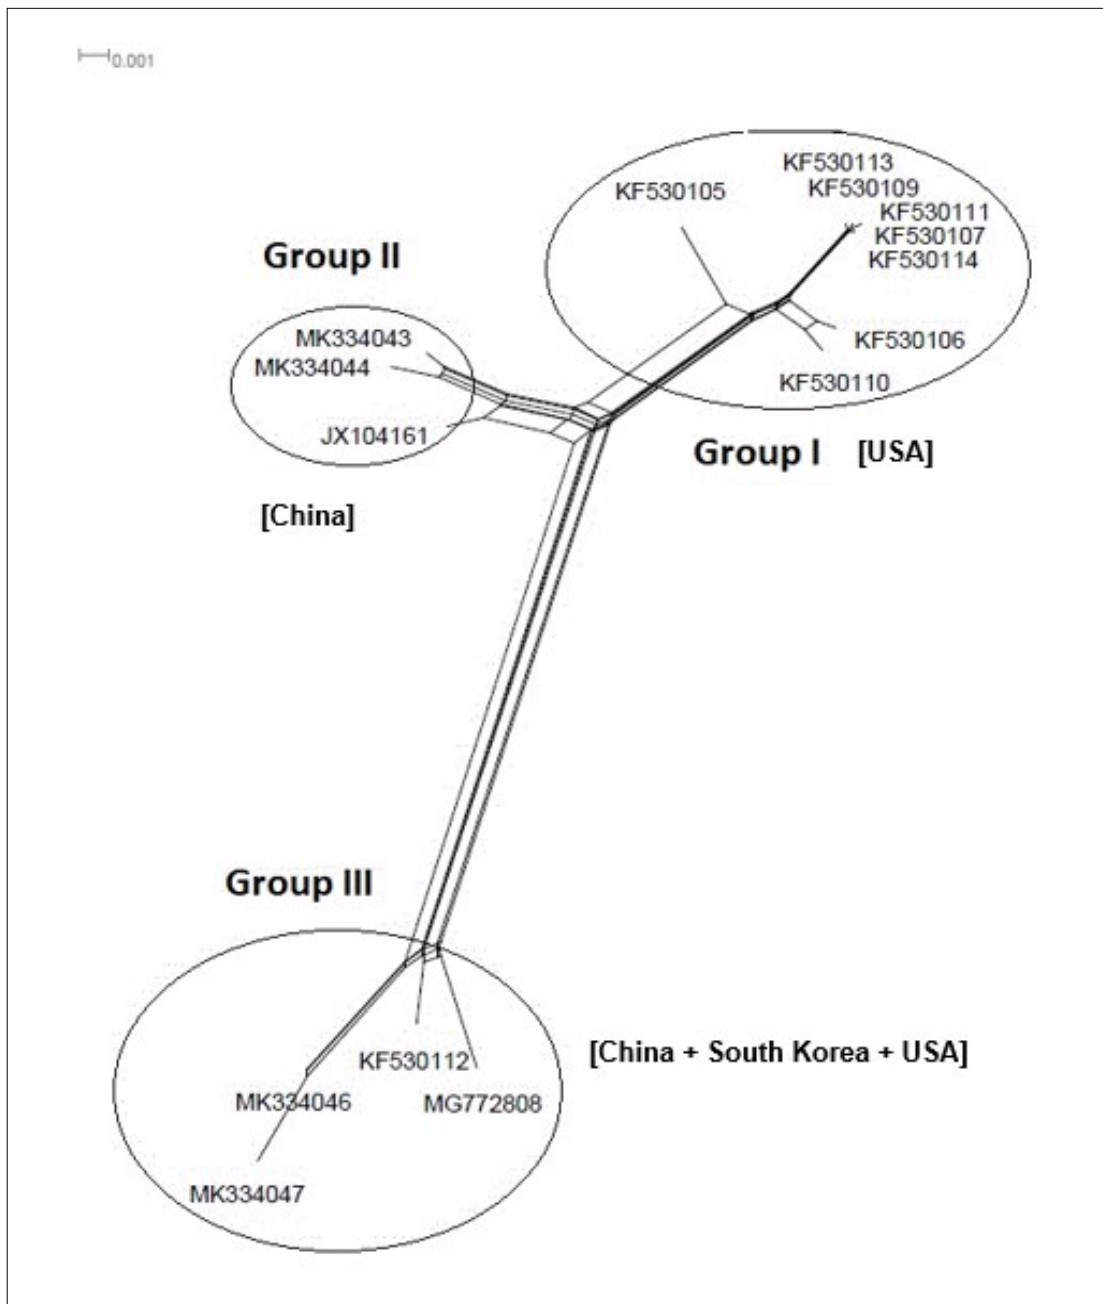 0.001
KF530113
KF530109
KF530105
KF530111
KF530107
KF530114
Group II
MK334043
MK334044
KF530106
KF530110
JX104161
Group I [USA]
[China]
Group III
KF530112
[China + South Korea + USA]
MK334046
MG772808
MK334047